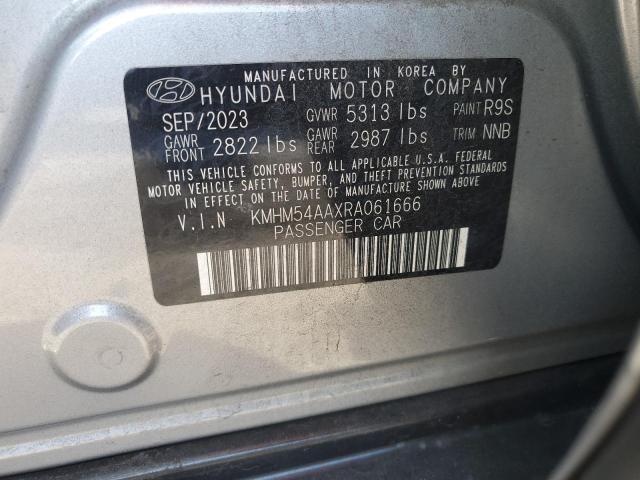 MANUFACTURED IN KOREA BY
HYUNDAI MOTOR COMPANY
SEP/2023 GVWR 5313 lbs PAINT R9S
GAWR FRONT 2822 lbs GAWR REAR 2987 lbs TRIM NNB
THIS VEHICLE CONFORMS TO ALL APPLICABLE U.S.A. FEDERAL
MOTOR VEHICLE SAFETY, BUMPER, AND THEFT PREVENTION
STANDARDS IN EFFECT ON THE DATE OF MANUFACTURE SHOWN ABOVE.
V.I.N KMHM54AAXRA061666
PASSENGER CAR